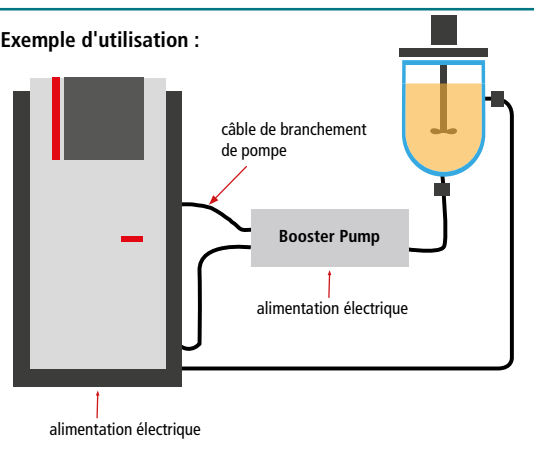 Exemple d'utilisation :
câble de branchement
de pompe
Booster Pump
alimentation électrique
alimentation électrique